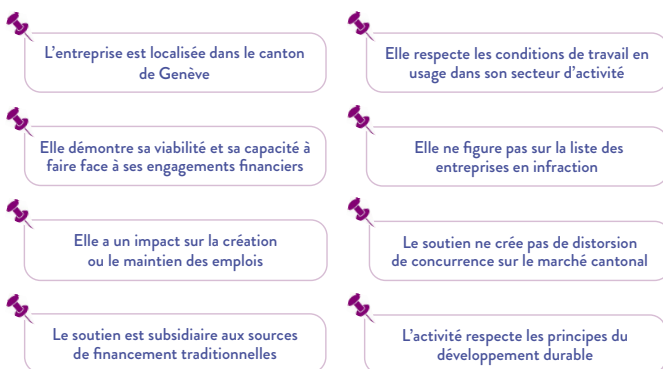 L'entreprise est localisée dans le canton
de Genève
Elle respecte les conditions de travail en
usage dans son secteur d'activité
Elle démontre sa viabilité et sa capacité à
faire face à ses engagements financiers
Elle ne figure pas sur la liste des
entreprises en infraction
Elle a un impact sur la création
ou le maintien des emplois
Le soutien ne crée pas de distorsion
de concurrence sur le marché cantonal
Le soutien est subsidiaire aux sources
de financement traditionnelles
L'activité respecte les principes du
développement durable